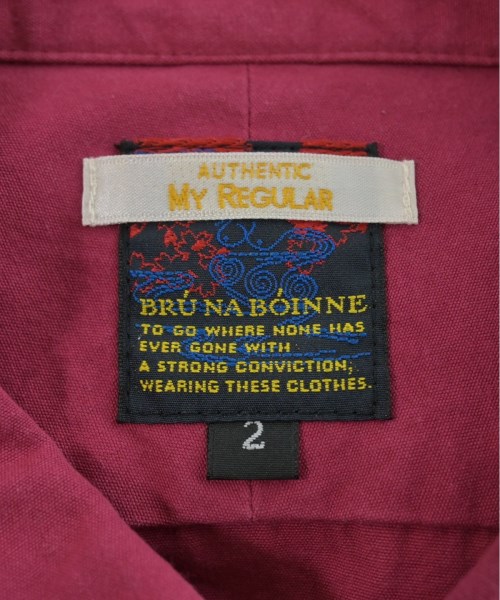 AUTHENTIC
MY REGULAR
BRÚ NA BÓINNE
TO GO WHERE NONE HAS
EVER GONE WITH
A STRONG CONVICTION,
WEARING THESE CLOTHES.
2